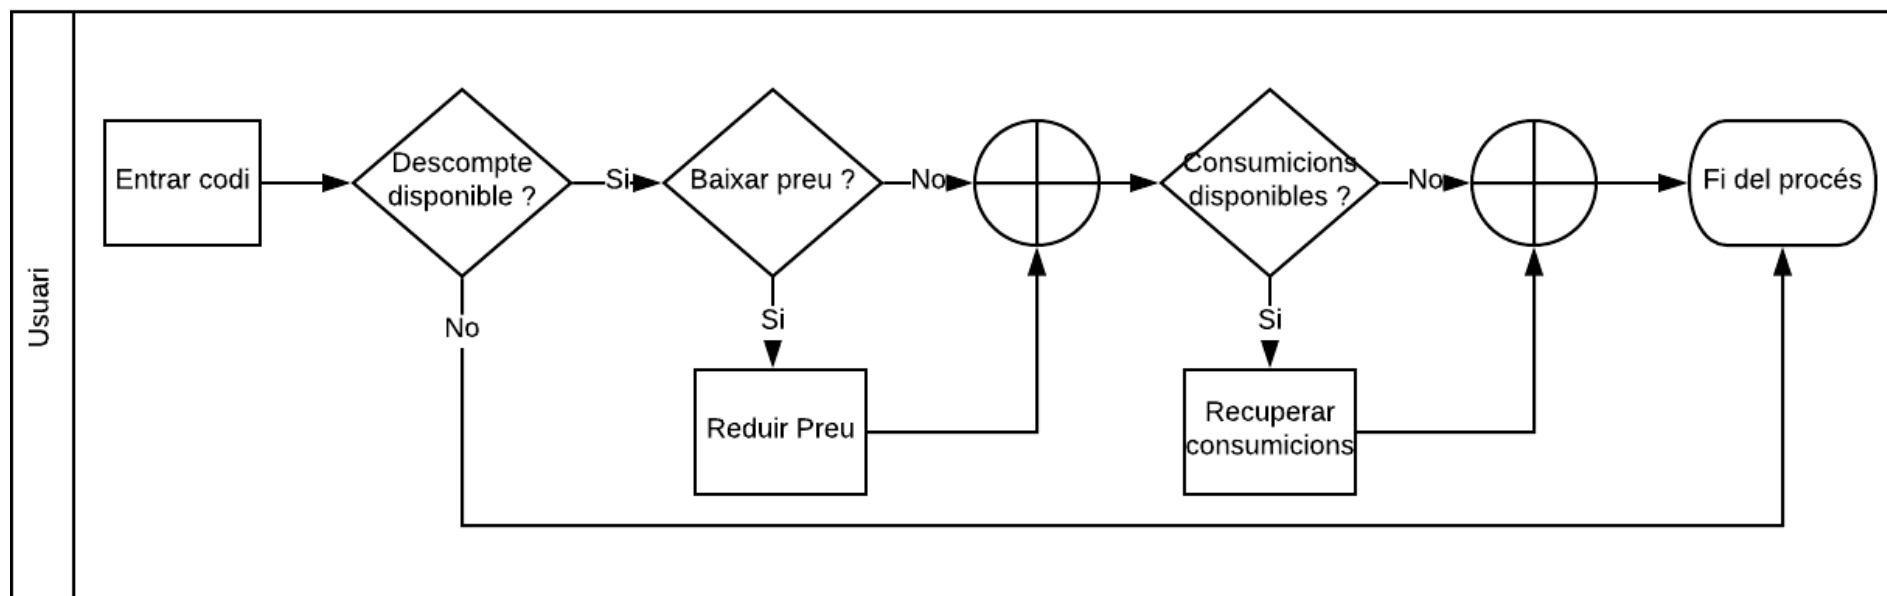 Usuari
Entrar codi
Descompte
disponible ?
Si
Baixar preu ?
No
Consumicions
disponibles ?
No
Fi del procés
No
Si
Si
Reduir Preu
Recuperar
consumicions